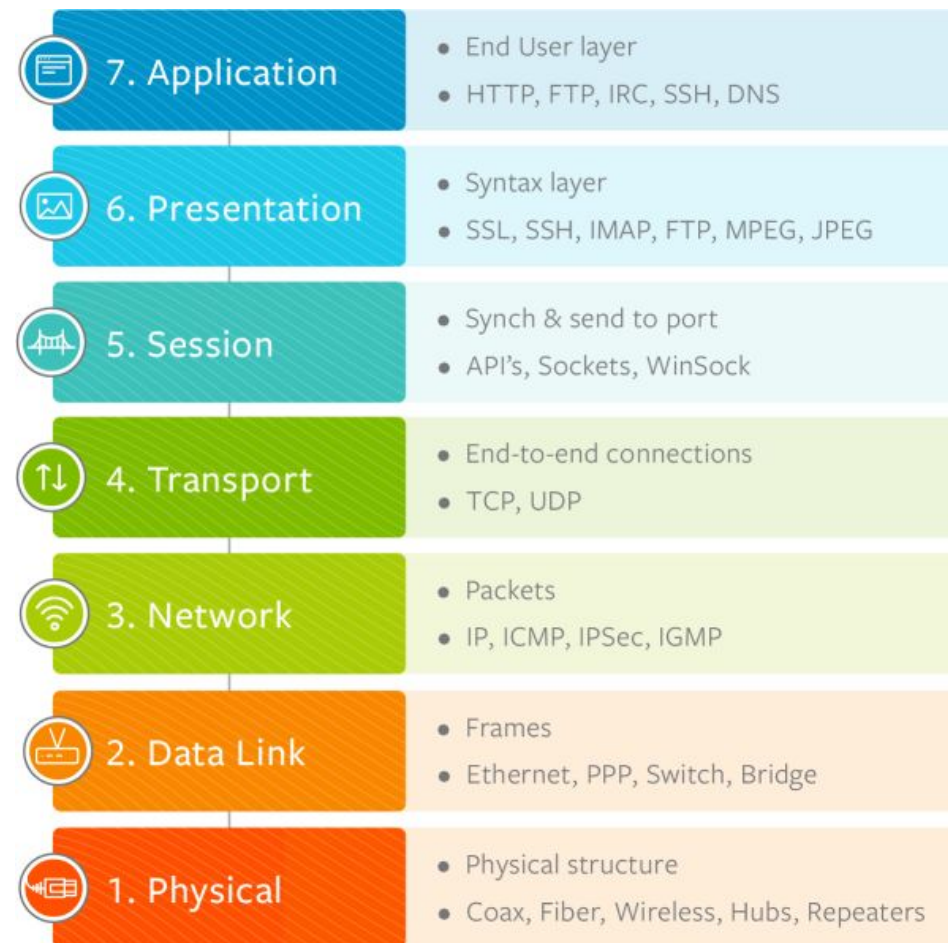 7. Application
• End User layer
• HTTP, FTP, IRC, SSH, DNS
6. Presentation
• Syntax layer
• SSL, SSH, IMAP, FTP, MPEG, JPEG
5. Session
• Synch & send to port
• API's, Sockets, WinSock
4. Transport
• End-to-end connections
• TCP, UDP
3. Network
• Packets
• IP, ICMP, IPSec, IGMP
2. Data Link
• Frames
• Ethernet, PPP, Switch, Bridge
1. Physical
• Physical structure
• Coax, Fiber, Wireless, Hubs, Repeaters